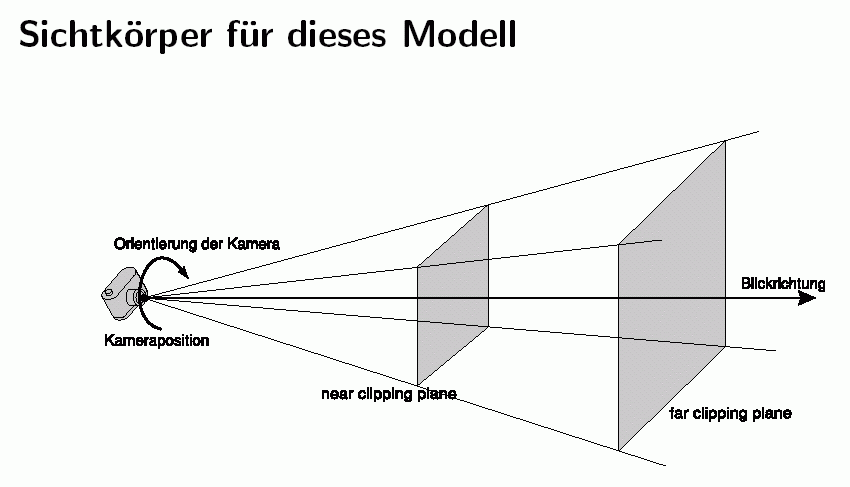 Sichtkörper für dieses Modell
Orientierung der Kamera
Blickrichtung
Kameraposition
near clipping plane
far clipping plane